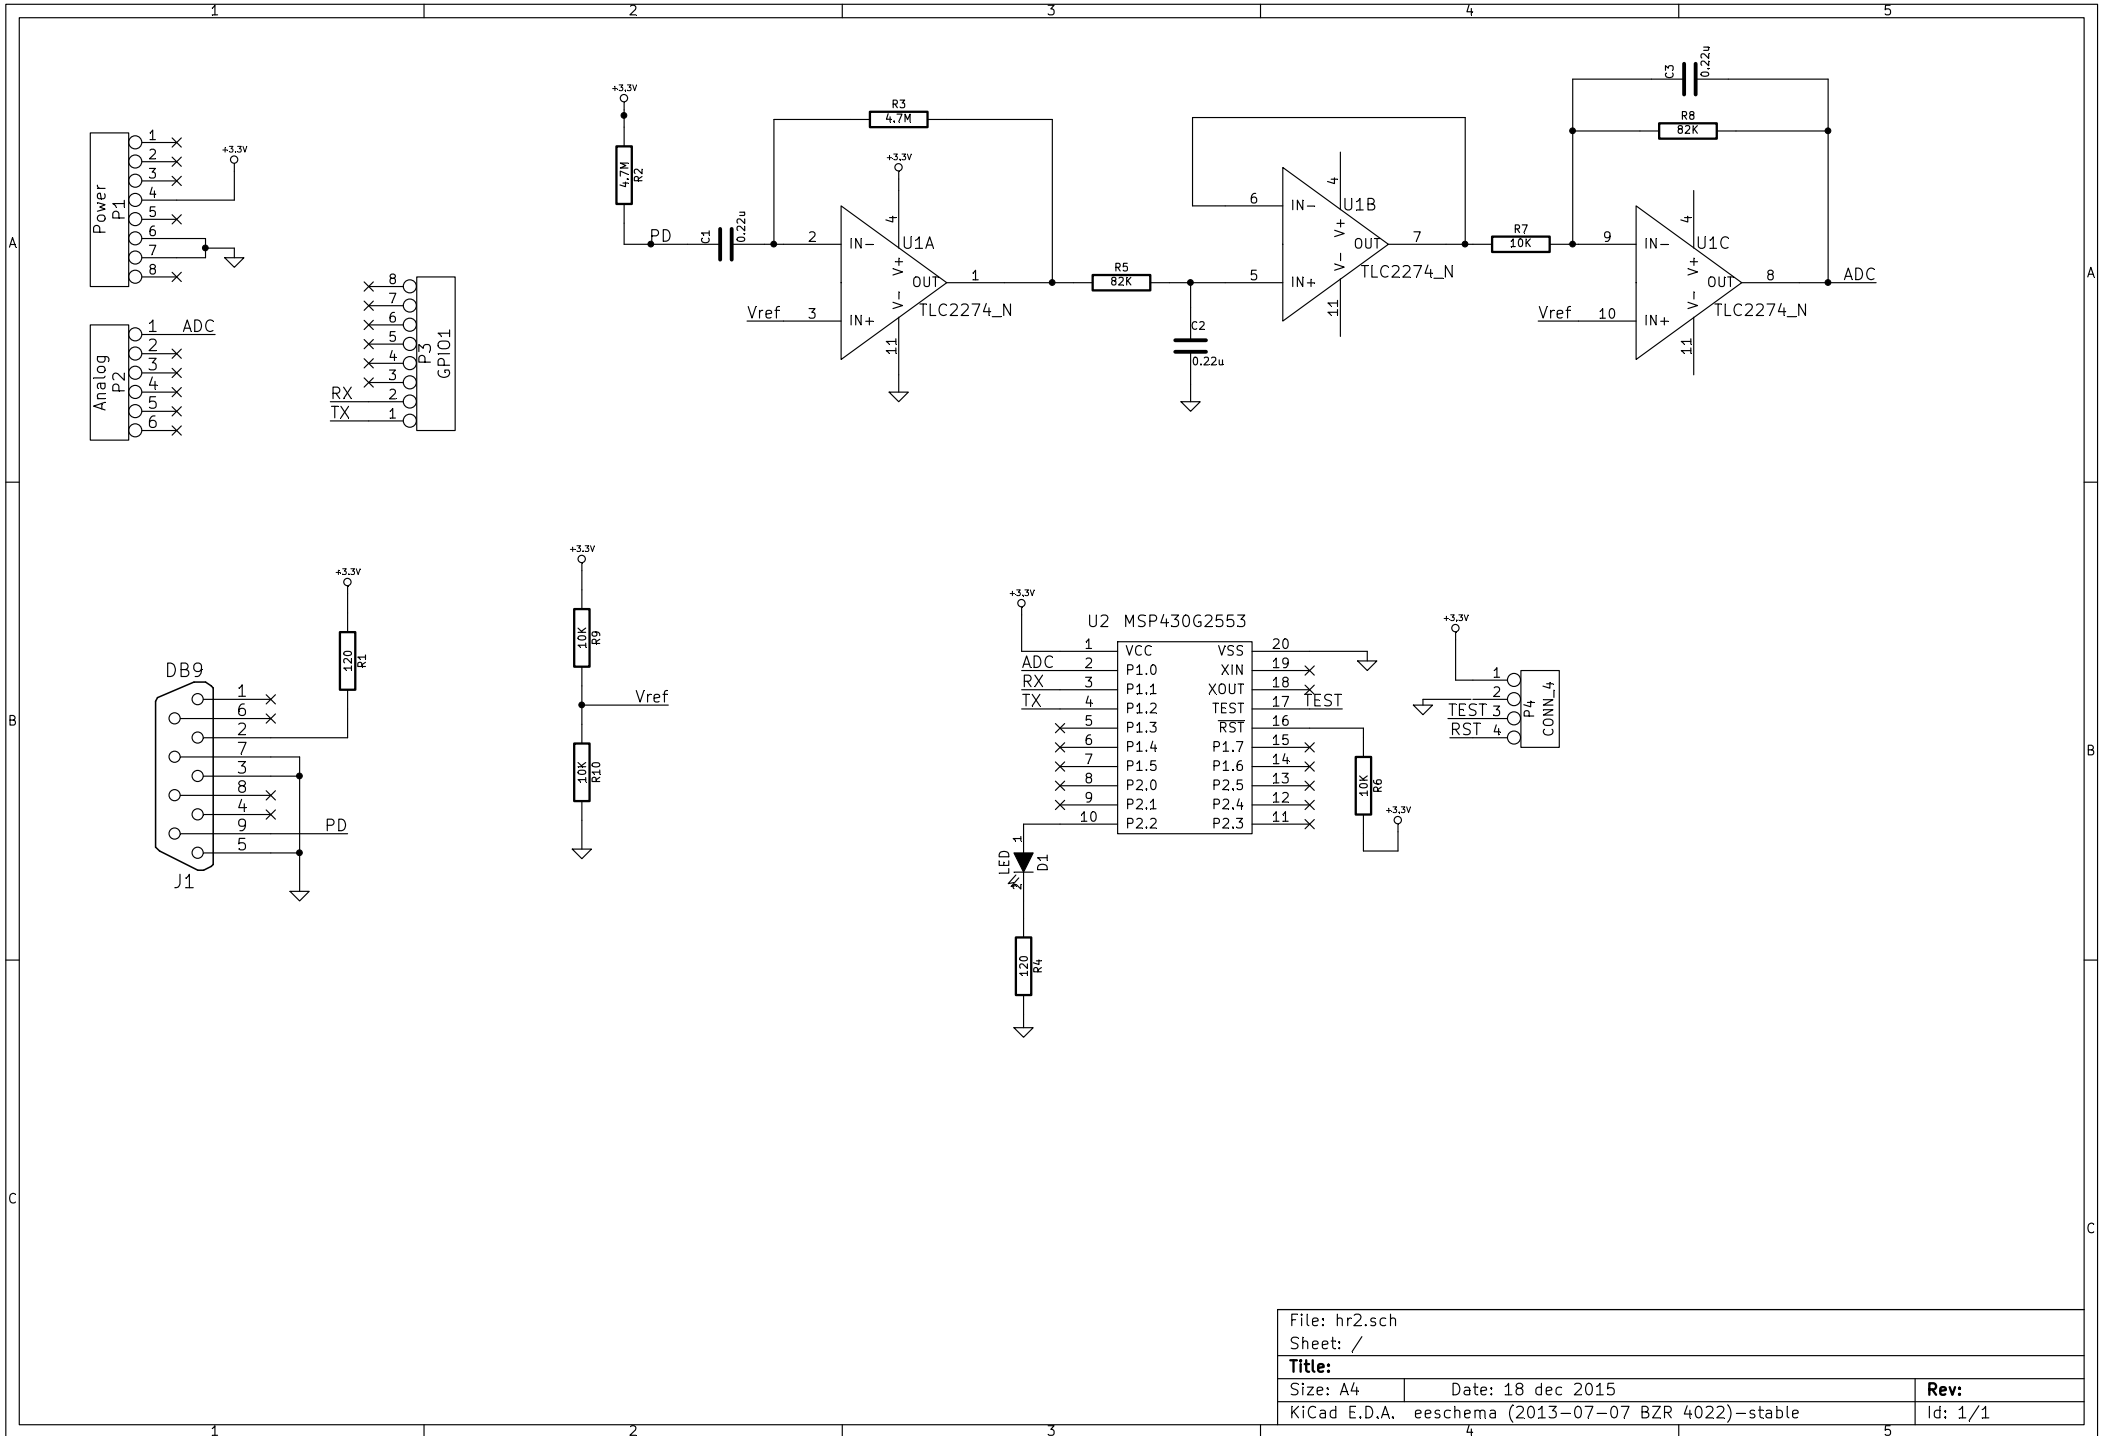 1 2 3 4 5
A
B
C
A
B
C
Power
P1
1
2
3
4
5
6
7
8
+3.3V
Analog
P2
1 ADC
2
3
4
5
6
8
7
6
5
4
3
RX 2
TX 1
P3
GPIO1
+3.3V
4.7M
R2
PD
C1
0.22u
R3
4.7M
+3.3V
2 IN-
Vref 3 IN+
4
V+
U1A
OUT 1
V-
11
TLC2274_N
R5
82K
C2
0.22u
6 IN-
5 IN+
4
V+
U1B
OUT 7
V-
11
TLC2274_N
R7
10K
C3
0.22u
R8
82K
9 IN-
Vref 10 IN+
4
V+
U1C
OUT 8 ADC
V-
11
TLC2274_N
+3.3V
120
R1
DB9
1
6
2
7
3
8
4
9 PD
5
J1
+3.3V
10K
R9
Vref
10K
R10
+3.3V
U2 MSP430G2553
1 VCC VSS 20
ADC 2 P1.0 XIN 19
RX 3 P1.1 XOUT 18
TX 4 P1.2 TEST 17 TEST
5 P1.3 RST 16
6 P1.4 P1.7 15
7 P1.5 P1.6 14
8 P2.0 P2.5 13
9 P2.1 P2.4 12
10 P2.2 P2.3 11
10K
R6
+3.3V
1
LED
D1
2
120
R4
+3.3V
1
2
TEST 3
RST 4
P4
CONN_4
File: hr2.sch
Sheet: /
Title:
Size: A4 Date: 18 dec 2015 Rev:
KiCad E.D.A. eeschema (2013-07-07 BZR 4022)-stable Id: 1/1
1 2 3 4 5